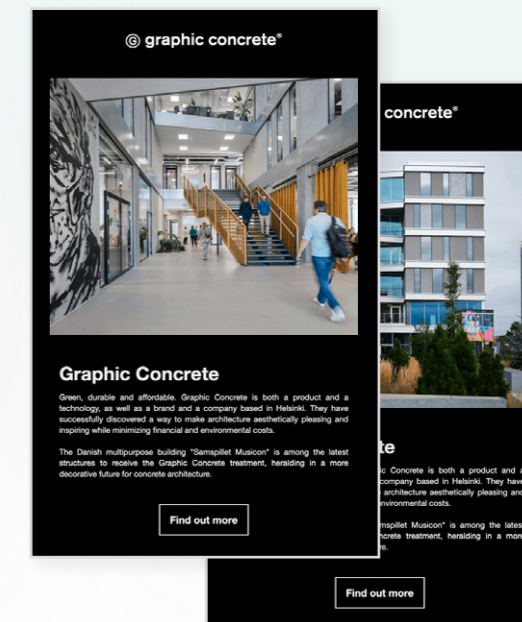 graphic concrete®
Graphic Concrete
Green, durable and affordable. Graphic Concrete is both a product and a
technology, as well as a brand and a company based in Helsinki. They have
successfully discovered a way to make architecture aesthetically pleasing and
inspiring while minimizing financial and environmental costs.
The Danish multipurpose building "Samspillet Musicon" is among the latest
structures to receive the Graphic Concrete treatment, heralding in a more
decorative future for concrete architecture.
Find out more
concrete®
te
ic Concrete is both a product and a
company based in Helsinki. They have
architecture aesthetically pleasing and
nvironmental costs.
mspillet Musicon" is among the latest
ncrete treatment, heralding in a more
re.
Find out more